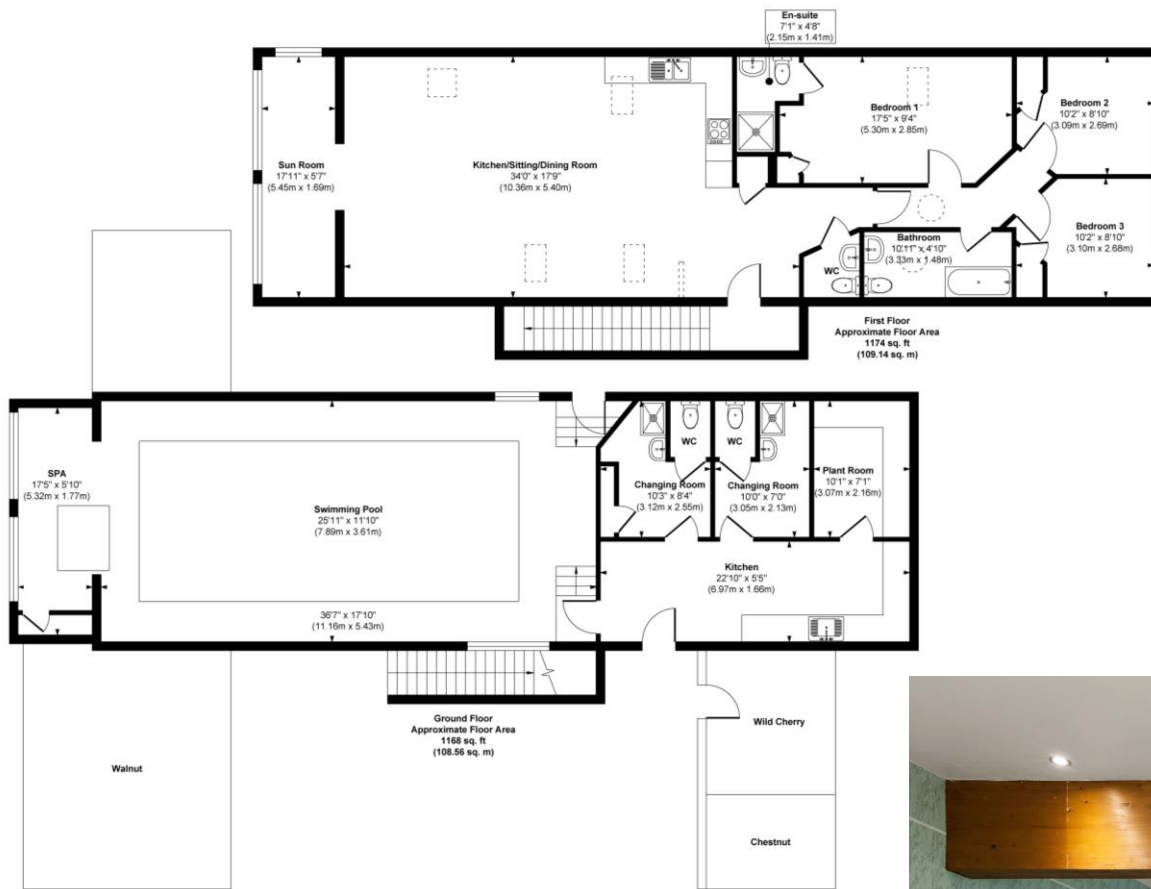 En-suite
7'1" x 4'8"
(2.15m x 1.41m)
Sun Room
17'11" x 5'7"
(5.45m x 1.69m)
Kitchen/Sitting/Dining Room
34'0" x 17'9"
(10.36m x 5.40m)
Bedroom 1
17'5" x 9'4"
(5.30m x 2.85m)
Bedroom 2
10'2" x 8'10"
(3.09m x 2.69m)
Bedroom 3
10'2" x 8'10"
(3.10m x 2.68m)
Bathroom
10'11" x 4'10"
(3.33m x 1.48m)
WC
First Floor
Approximate Floor Area
1174 sq. ft
(109.14 sq. m)
SPA
17'5" x 5'10"
(5.32m x 1.77m)
Swimming Pool
25'11" x 11'10"
(7.89m x 3.61m)
36'7" x 17'10"
(11.16m x 5.43m)
WC
WC
Changing Room
10'3" x 8'4"
(3.12m x 2.55m)
Changing Room
10'0" x 7'0"
(3.05m x 2.13m)
Plant Room
10'1" x 7'1"
(3.07m x 2.16m)
Kitchen
22'10" x 5'5"
(6.97m x 1.66m)
Ground Floor
Approximate Floor Area
1168 sq. ft
(108.56 sq. m)
Walnut
Wild Cherry
Chestnut